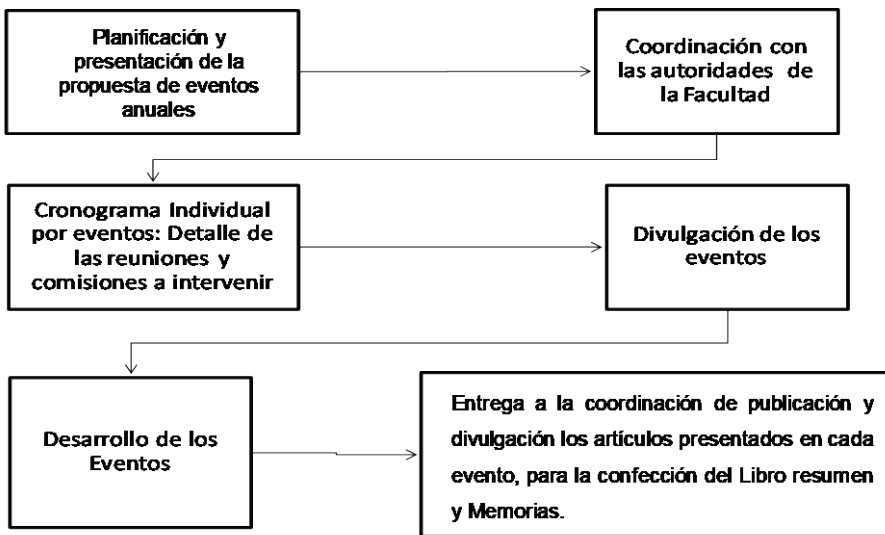 Planificación y
presentación de la
propuesta de eventos
anuales
Coordinación con
las autoridades de
la Facultad
Cronograma Individual
por eventos: Detalle de
las reuniones y
comisiones a intervenir
Divulgación de los
eventos
Desarrollo de los
Eventos
Entrega a la coordinación de publicación y
divulgación los artículos presentados en cada
evento, para la confección del Libro resumen
y Memorias.